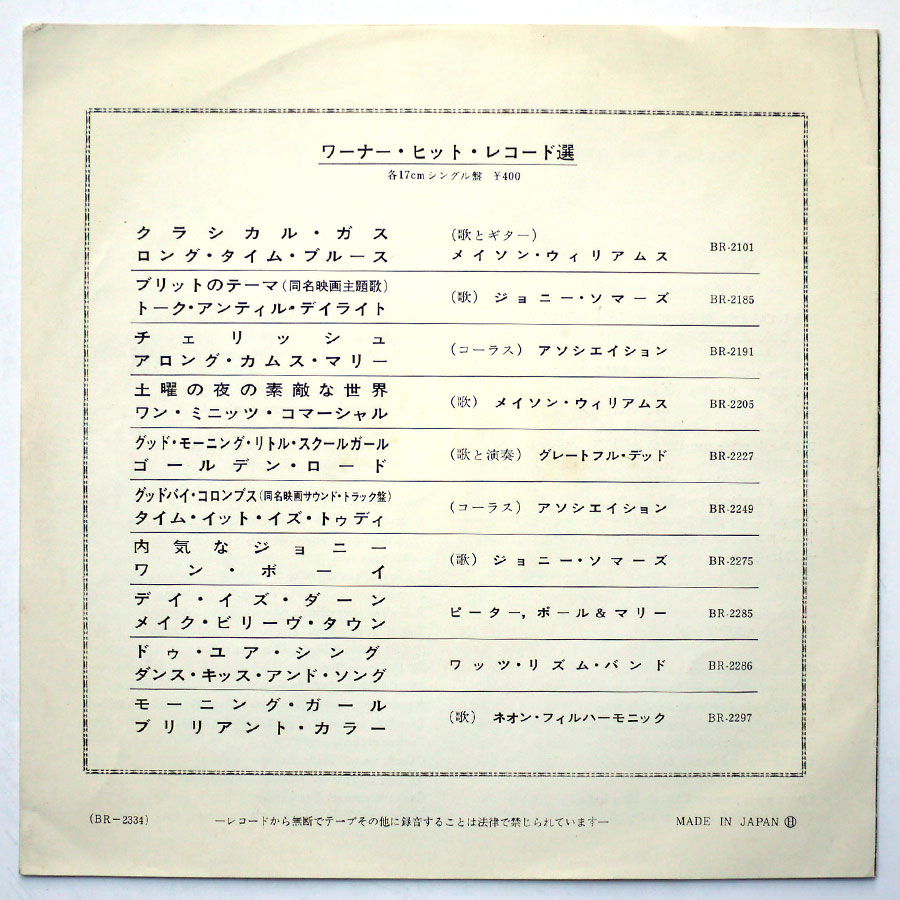 ワーナー・ヒット・レコード選
各17cmシングル盤 ¥400
クラシカル・ガス (歌とギター)
ロング・タイム・ブルース メイソン・ウィリアムス BR-2101
ブリットのテーマ(同名映画主題歌)
トーク・アンティル・デイライト (歌) ジョニー・ソマーズ BR-2185
チェリッシュ
アロング・カムス・マリー (コーラス) アソシエイション BR-2191
土曜の夜の素敵な世界
ワン・ミニッツ・コマーシャル (歌) メイソン・ウィリアムス BR-2205
グッド・モーニング・リトル・スクールガール
ゴールデン・ロード (歌と演奏) グレートフル・デッド BR-2227
グッドバイ・コロンブス(同名映画サウンド・トラック盤)
タイム・イット・イズ・トゥディ (コーラス) アソシエイション BR-2249
内気なジョニー
ワン・ボーイ (歌) ジョニー・ソマーズ BR-2275
デイ・イズ・ダーン
メイク・ビリーヴ・タウン ピーター,ポール&マリー BR-2285
ドゥ・ユア・シング
ダンス・キッス・アンド・ソング ワッツ・リズム・バンド BR-2286
モーニング・ガール
ブリリアント・カラー (歌) ネオン・フィルハーモニック BR-2297
(BR-2334) —レコードから無断でテープその他に録音することは法律で禁じられています— MADE IN JAPAN Ⓗ